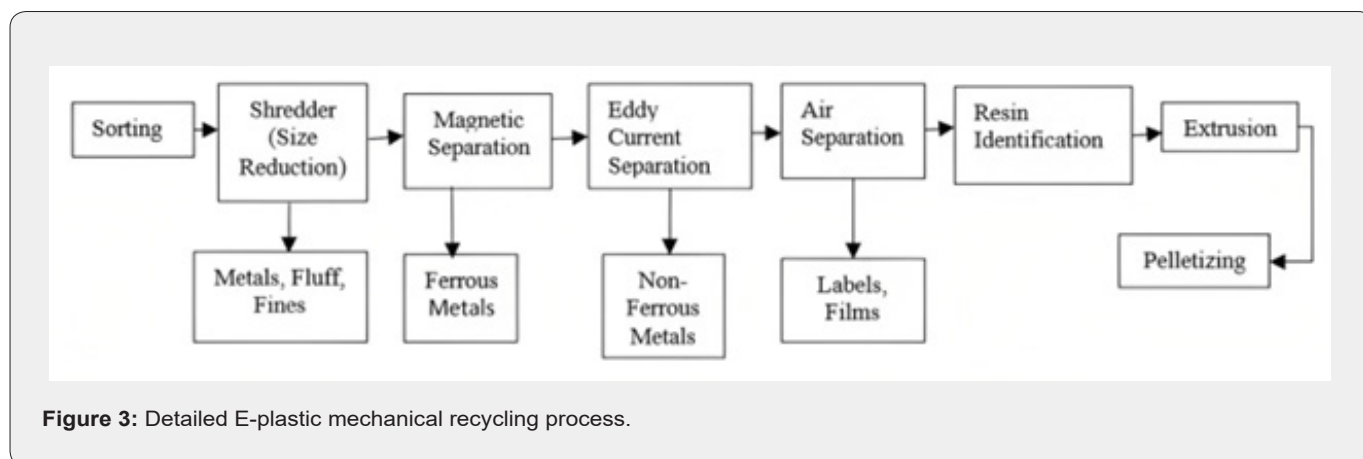 Sorting
Shredder
(Size
Reduction)
Magnetic
Separation
Eddy
Current
Separation
Air
Separation
Resin
Identification
Extrusion
Metals, Fluff,
Fines
Ferrous
Metals
Non-
Ferrous
Metals
Labels,
Films
Pelletizing
Figure 3: Detailed E-plastic mechanical recycling process.